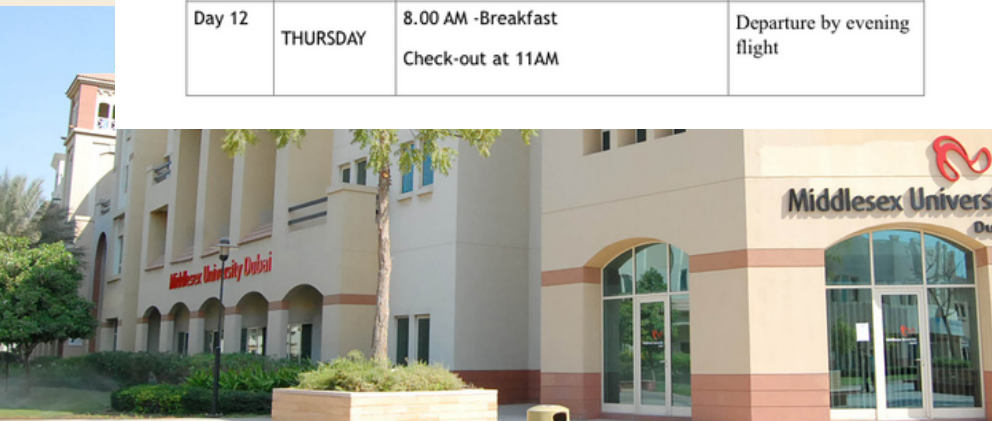 Day 12
THURSDAY
8.00 AM -Breakfast
Check-out at 11AM
Departure by evening
flight
Middlesex University Dubai
Middlesex Univers
Du